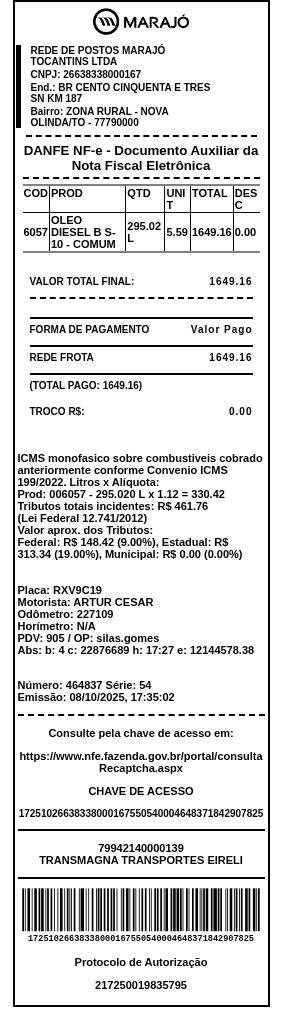 MARAJÓ
REDE DE POSTOS MARAJÓ
TOCANTINS LTDA
CNPJ: 26638338000167
End.: BR CENTO CINQUENTA E TRES
SN KM 187
Bairro: ZONA RURAL - NOVA
OLINDA/TO - 77790000
DANFE NF-e - Documento Auxiliar da
Nota Fiscal Eletrônica
COD PROD QTD UNI T TOTAL DES C
6057 OLEO DIESEL B S-10 - COMUM 295.02 L 5.59 1649.16 0.00
VALOR TOTAL FINAL: 1649.16
FORMA DE PAGAMENTO Valor Pago
REDE FROTA 1649.16
(TOTAL PAGO: 1649.16)
TROCO R$: 0.00
ICMS monofasico sobre combustiveis cobrado
anteriormente conforme Convenio ICMS
199/2022. Litros x Alíquota:
Prod: 006057 - 295.020 L x 1.12 = 330.42
Tributos totais incidentes: R$ 461.76
(Lei Federal 12.741/2012)
Valor aprox. dos Tributos:
Federal: R$ 148.42 (9.00%), Estadual: R$
313.34 (19.00%), Municipal: R$ 0.00 (0.00%)
Placa: RXV9C19
Motorista: ARTUR CESAR
Odômetro: 227109
Horímetro: N/A
PDV: 905 / OP: silas.gomes
Abs: b: 4 c: 22876689 h: 17:27 e: 12144578.38
Número: 464837 Série: 54
Emissão: 08/10/2025, 17:35:02
Consulte pela chave de acesso em:
https://www.nfe.fazenda.gov.br/portal/consulta
Recaptcha.aspx
CHAVE DE ACESSO
17251026638338000167550540004648371842907825
79942140000139
TRANSMAGNA TRANSPORTES EIRELI
17251026638338000167550540004648371842907825
Protocolo de Autorização
217250019835795